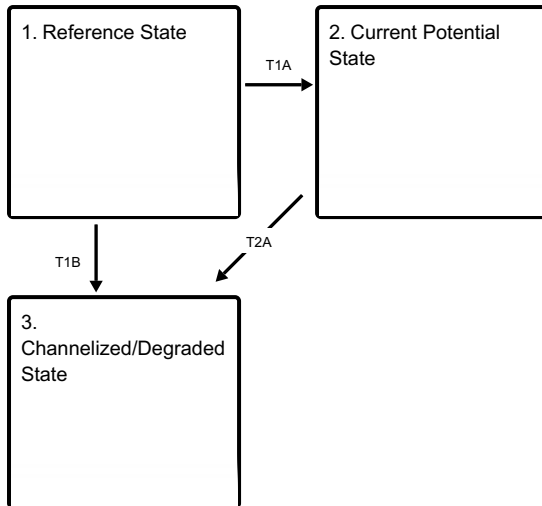 1. Reference State
2. Current Potential
State
T1A
T1B
T2A
3.
Channelized/Degraded
State